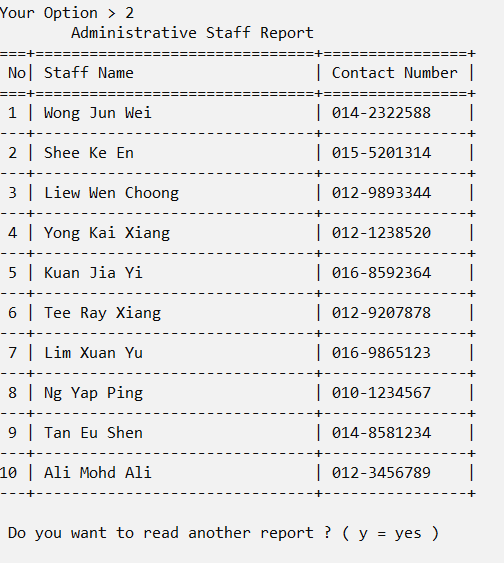 Your Option > 2
Administrative Staff Report
===+===============================+================+
No| Staff Name | Contact Number |
===+===============================+================+
1 | Wong Jun Wei | 014-2322588 |
---+-------------------------------+----------------+
2 | Shee Ke En | 015-5201314 |
---+-------------------------------+----------------+
3 | Liew Wen Choong | 012-9893344 |
---+-------------------------------+----------------+
4 | Yong Kai Xiang | 012-1238520 |
---+-------------------------------+----------------+
5 | Kuan Jia Yi | 016-8592364 |
---+-------------------------------+----------------+
6 | Tee Ray Xiang | 012-9207878 |
---+-------------------------------+----------------+
7 | Lim Xuan Yu | 016-9865123 |
---+-------------------------------+----------------+
8 | Ng Yap Ping | 010-1234567 |
---+-------------------------------+----------------+
9 | Tan Eu Shen | 014-8581234 |
---+-------------------------------+----------------+
10 | Ali Mohd Ali | 012-3456789 |
---+-------------------------------+----------------+
Do you want to read another report ? ( y = yes )